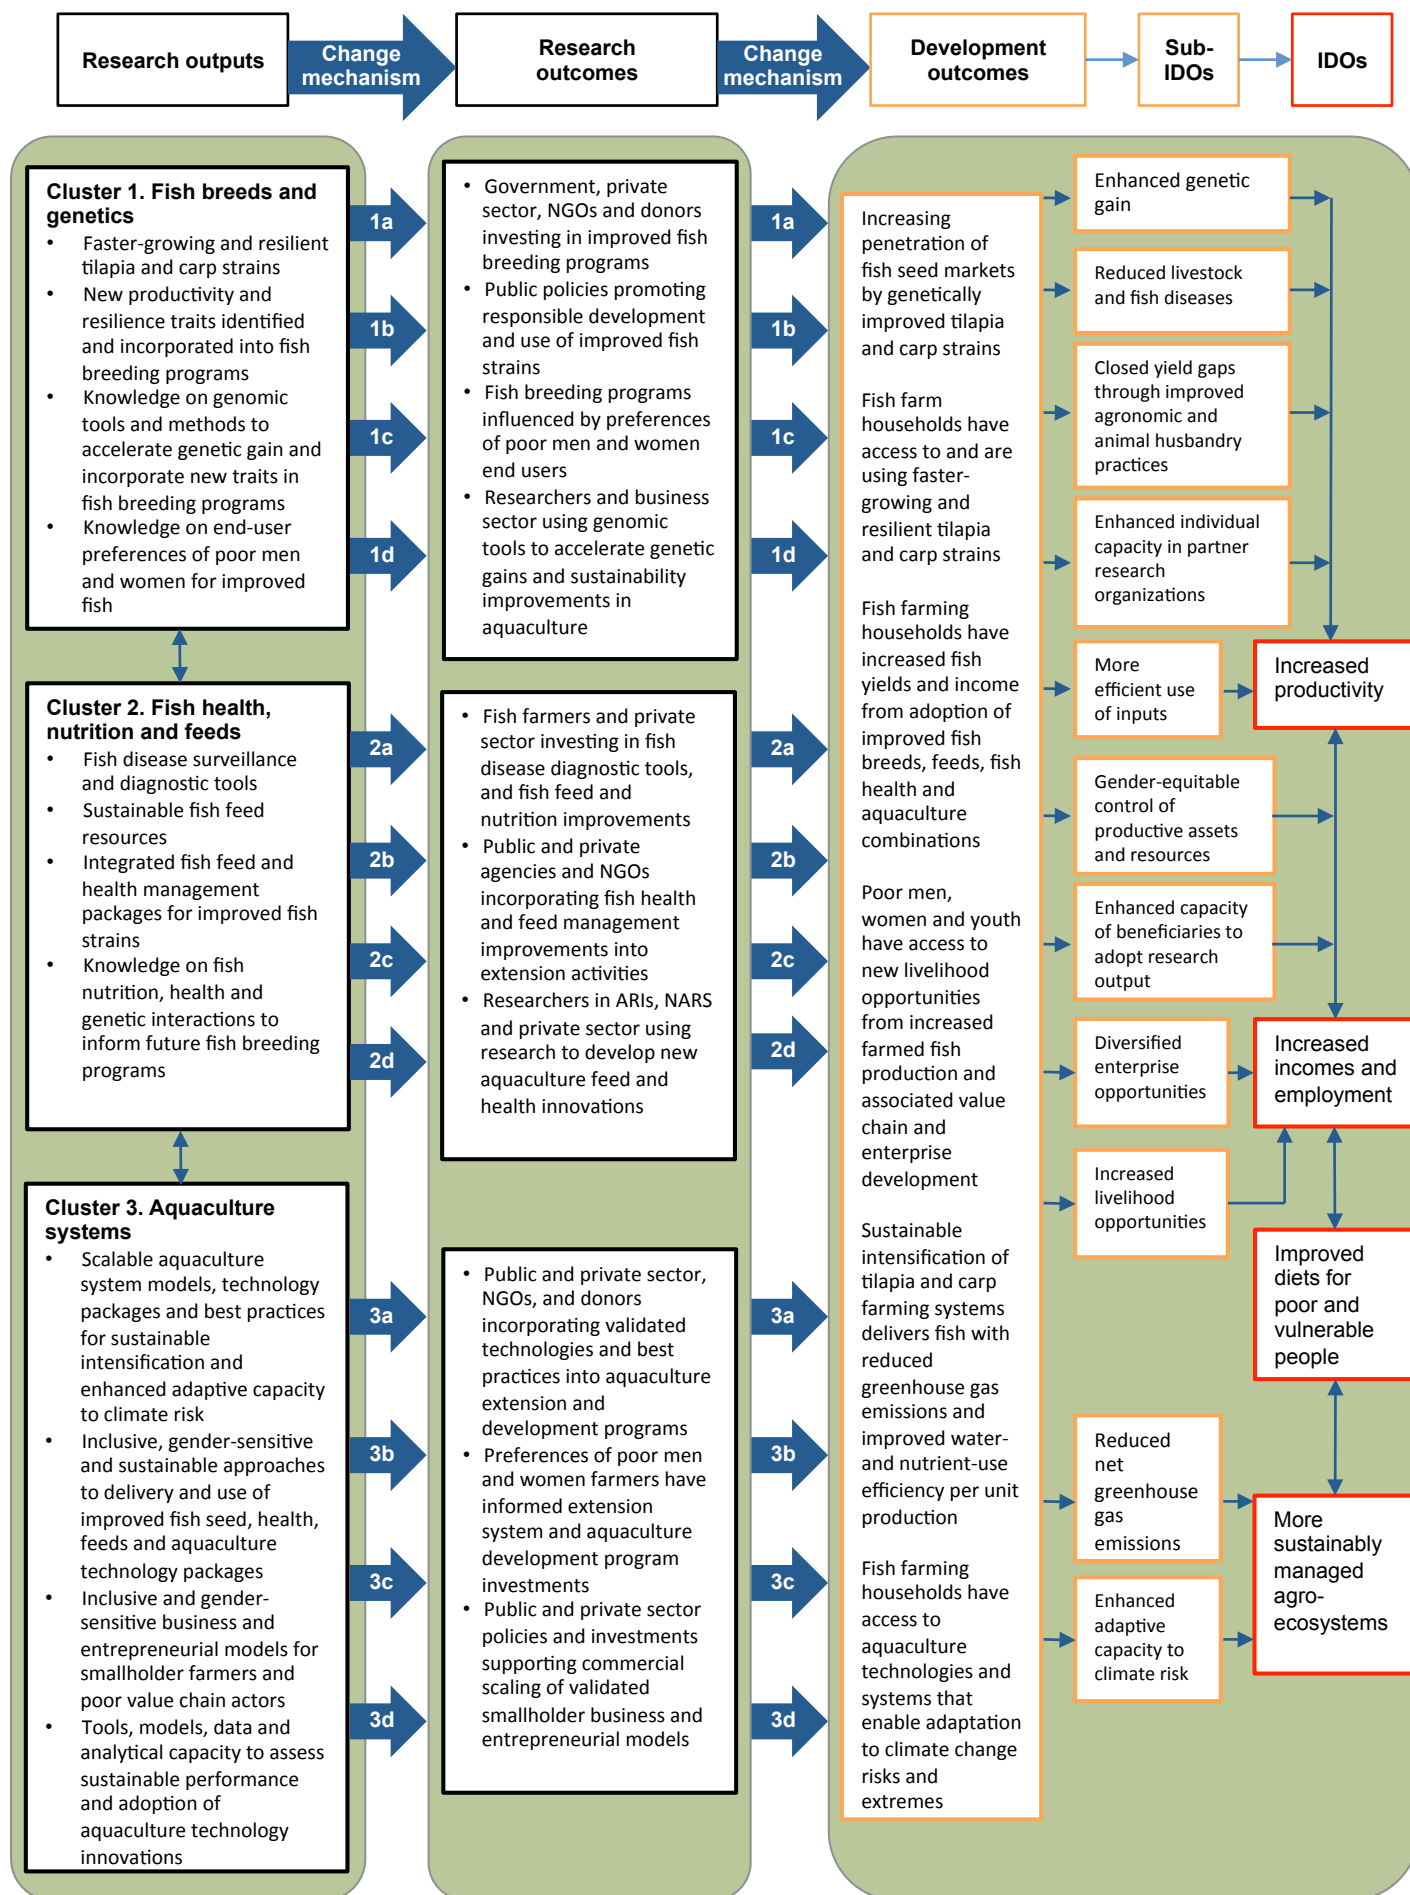 Research outputs
Change
mechanism
Research
outcomes
Change
mechanism
Development
outcomes
Sub-
IDOs
IDOs
Cluster 1. Fish breeds and
genetics
• Faster-growing and resilient
tilapia and carp strains
• New productivity and
resilience traits identified
and incorporated into fish
breeding programs
• Knowledge on genomic
tools and methods to
accelerate genetic gain and
incorporate new traits in
fish breeding programs
• Knowledge on end-user
preferences of poor men
and women for improved
fish
Cluster 2. Fish health,
nutrition and feeds
• Fish disease surveillance
and diagnostic tools
• Sustainable fish feed
resources
• Integrated fish feed and
health management
packages for improved fish
strains
• Knowledge on fish
nutrition, health and
genetic interactions to
inform future fish breeding
programs
Cluster 3. Aquaculture
systems
• Scalable aquaculture
system models, technology
packages and best practices
for sustainable
intensification and
enhanced adaptive capacity
to climate risk
• Inclusive, gender-sensitive
and sustainable approaches
to delivery and use of
improved fish seed, health,
feeds and aquaculture
technology packages
• Inclusive and gender-
sensitive business and
entrepreneurial models for
smallholder farmers and
poor value chain actors
• Tools, models, data and
analytical capacity to assess
sustainable performance
and adoption of
aquaculture technology
innovations
1a
1b
1c
1d
2a
2b
2c
2d
3a
3b
3c
3d
• Government, private
sector, NGOs and donors
investing in improved fish
breeding programs
• Public policies promoting
responsible development
and use of improved fish
strains
• Fish breeding programs
influenced by preferences
of poor men and women
end users
• Researchers and business
sector using genomic
tools to accelerate genetic
gains and sustainability
improvements in
aquaculture
• Fish farmers and private
sector investing in fish
disease diagnostic tools,
and fish feed and
nutrition improvements
• Public and private
agencies and NGOs
incorporating fish health
and feed management
improvements into
extension activities
• Researchers in ARIs, NARS
and private sector using
research to develop new
aquaculture feed and
health innovations
• Public and private sector,
NGOs, and donors
incorporating validated
technologies and best
practices into aquaculture
extension and
development programs
• Preferences of poor men
and women farmers have
informed extension
system and aquaculture
development program
investments
• Public and private sector
policies and investments
supporting commercial
scaling of validated
smallholder business and
entrepreneurial models
1a
1b
1c
1d
2a
2b
2c
2d
3a
3b
3c
3d
Increasing
penetration of
fish seed markets
by genetically
improved tilapia
and carp strains
Fish farm
households have
access to and are
using faster-
growing and
resilient tilapia
and carp strains
Fish farming
households have
increased fish
yields and income
from adoption of
improved fish
breeds, feeds, fish
health and
aquaculture
combinations
Poor men,
women and youth
have access to
new livelihood
opportunities
from increased
farmed fish
production and
associated value
chain and
enterprise
development
Sustainable
intensification of
tilapia and carp
farming systems
delivers fish with
reduced
greenhouse gas
emissions and
improved water-
and nutrient-use
efficiency per unit
production
Fish farming
households have
access to
aquaculture
technologies and
systems that
enable adaptation
to climate change
risks and
extremes
Enhanced genetic
gain
Reduced livestock
and fish diseases
Closed yield gaps
through improved
agronomic and
animal husbandry
practices
Enhanced individual
capacity in partner
research
organizations
More
efficient use
of inputs
Gender-equitable
control of
productive assets
and resources
Enhanced capacity
of beneficiaries to
adopt research
output
Diversified
enterprise
opportunities
Increased
livelihood
opportunities
Reduced
net
greenhouse
gas
emissions
Enhanced
adaptive
capacity to
climate risk
Increased
productivity
Increased
incomes and
employment
Improved
diets for
poor and
vulnerable
people
More
sustainably
managed
agro-
ecosystems